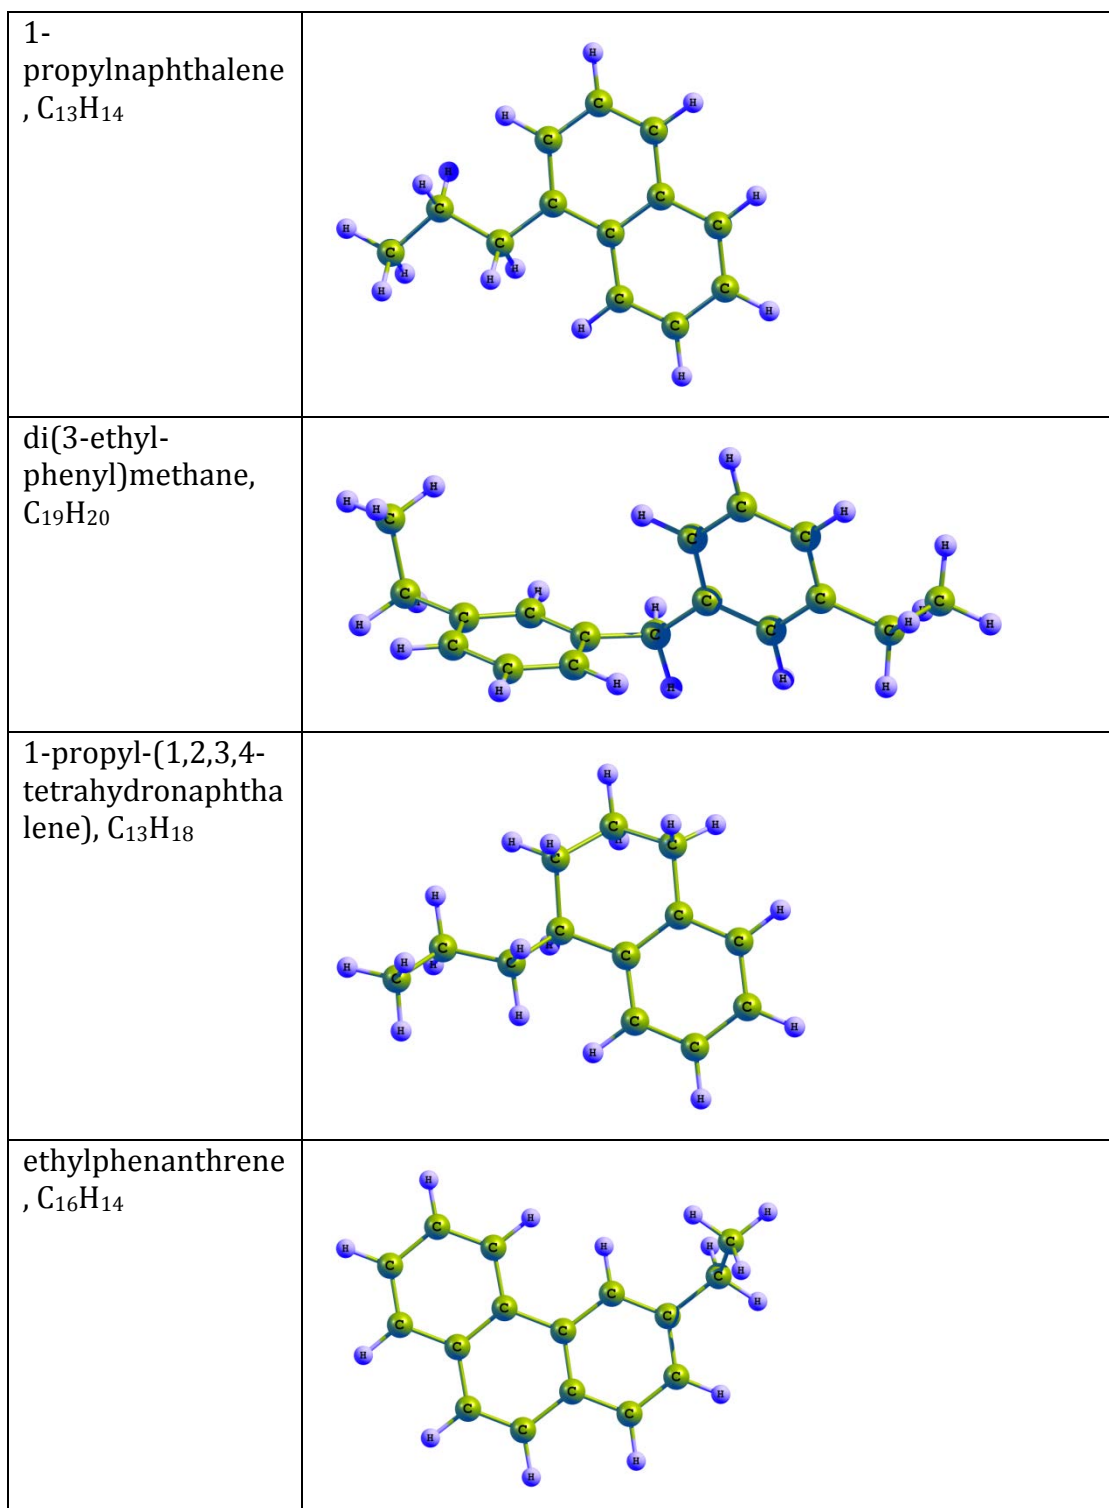 1-
propylnaphthalene
, C₁₃H₁₄
di(3-ethyl-
phenyl)methane,
C₁₉H₂₀
1-propyl-(1,2,3,4-
tetrahydronaphtha
lene), C₁₃H₁₈
ethylphenanthrene
, C₁₆H₁₄